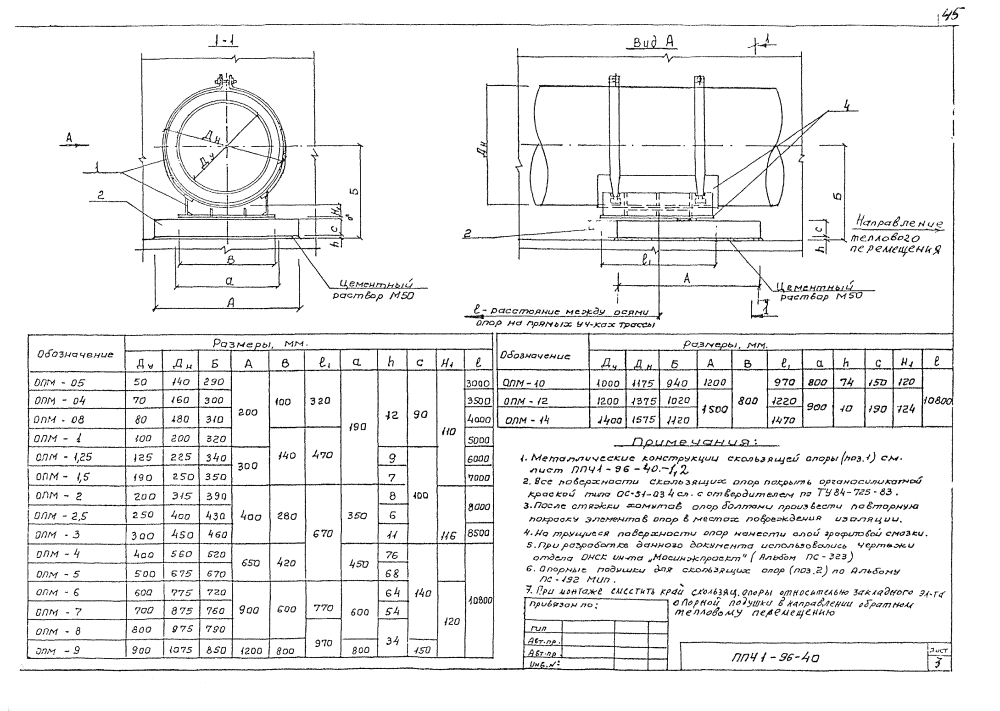 45
1-1
Вид А
1
А
Дн
Ду
1
2
Б
Н₁
с
h
В
а
А
Цементный
раствор М50
4
Дн
2
Б
с
h
Направление
теплового
перемещения
ℓ₁
А
Цементный
раствор М50
1
ℓ - расстояние между осями
опор на прямых уч-ках трассы
Обозначение Размеры, мм.
Ду Дн Б А В ℓ₁ а h с Н₁ ℓ
ОПМ - 05 50 140 290 200 100 320 190 12 90 110 3000
ОПМ - 04 70 160 300 3500
ОПМ - 08 80 180 310 4000
ОПМ - 1 100 200 320 140 470 5000
ОПМ - 1,25 125 225 340 300 9 6000
ОПМ - 1,5 190 250 350 7 100 7000
ОПМ - 2 200 315 390 400 280 670 350 8 116 8000
ОПМ - 2,5 250 400 430 6
ОПМ - 3 300 450 460 11 8500
ОПМ - 4 400 560 520 650 420 450 76 140 10800
ОПМ - 5 500 675 670 68
ОПМ - 6 600 775 720 900 600 770 600 64 120
ОПМ - 7 700 875 760 54
ОПМ - 8 800 975 790 34
ОПМ - 9 900 1075 850 1200 800 970 800 150
Обозначение Размеры, мм.
Ду Дн Б А В ℓ₁ а h с Н₁ ℓ
ОПМ - 10 1000 1175 940 1200 800 970 800 74 150 120 10800
ОПМ - 12 1200 1375 1020 1500 1220 900 10 190 724
ОПМ - 14 1400 1575 1120 1470
Примечания:
1. Металлические конструкции скользящей опоры (поз.1) см.
лист ППЧ1-96-40.-1,2
2. Все поверхности скользящих опор покрыть органосиликатной
краской типа ОС-51-03 4 сл. с отвердителем по ТУ 84-725-83.
3. После стяжки хомутов опор болтами произвести повторную
покраску элементов опор в местах повреждения изоляции.
4. На трущиеся поверхности опор нанести слой графитовой смазки.
5. При разработке данного документа использовались чертежи
отдела ОНСК ин-та „Мосинжпроект" (Альбом ПС-323)
6. Опорные подушки для скользящих опор (поз.2) по Альбому
ПС-192 МИП.
7. При монтаже сместить край скользящ. опоры относительно закладного эл-та
опорной подушки в направлении обратном
тепловому перемещению
Привязон по:
ГИП
Авт.пр.
Авт.пр.
Инв.№:
ППЧ 1-96-40
Лист
3